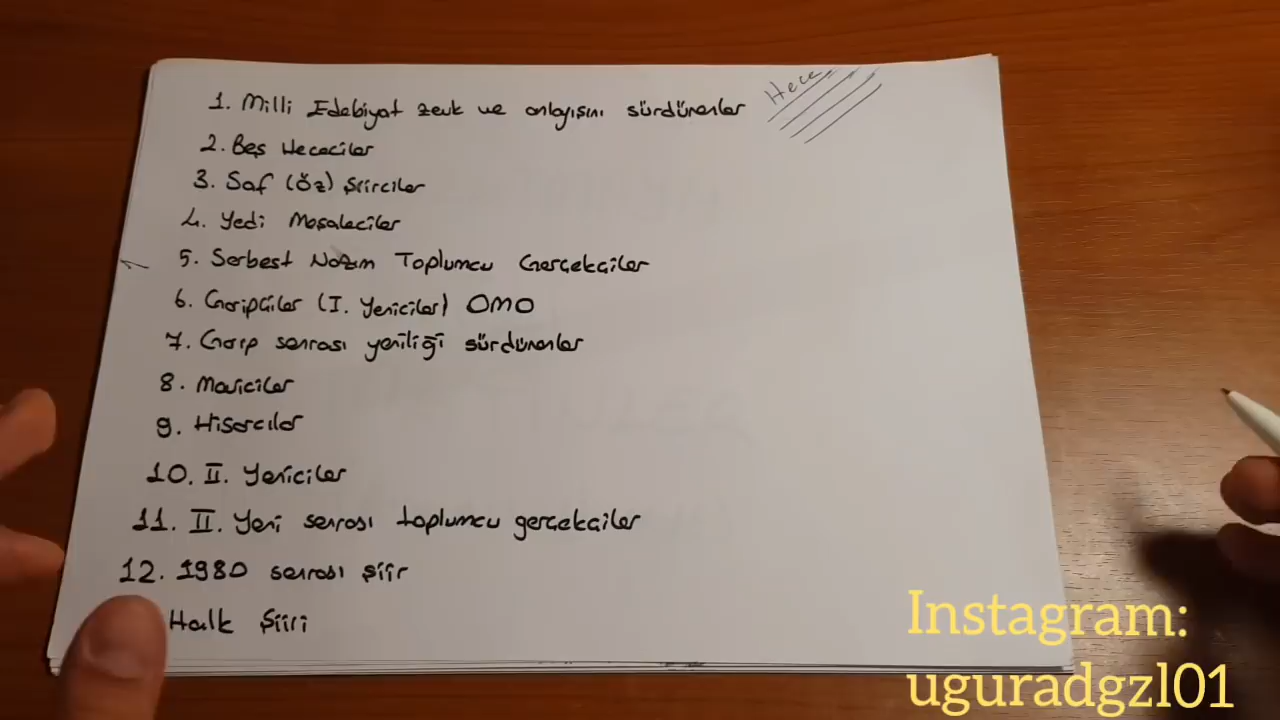 1. Milli Edebiyat zevk ve anlayışını sürdürenler
Hece
2. Beş Hececiler
3. Saf (Öz) Şiirciler
4. Yedi Meşaleciler
5. Serbest Nazım Toplumcu Gerçekçiler
6. Garipçiler (I. Yeniciler) OMO
7. Garip sonrası yeniliği sürdürenler
8. Maviciler
9. Hisarcılar
10. II. Yeniciler
11. II. Yeni sonrası toplumcu gerçekçiler
12. 1980 sonrası şiir
Halk Şiiri
Instagram:
uguradgzl01